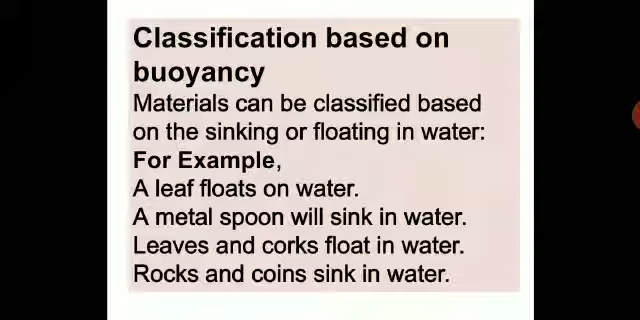 Classification based on
buoyancy
Materials can be classified based
on the sinking or floating in water:
For Example,
A leaf floats on water.
A metal spoon will sink in water.
Leaves and corks float in water.
Rocks and coins sink in water.